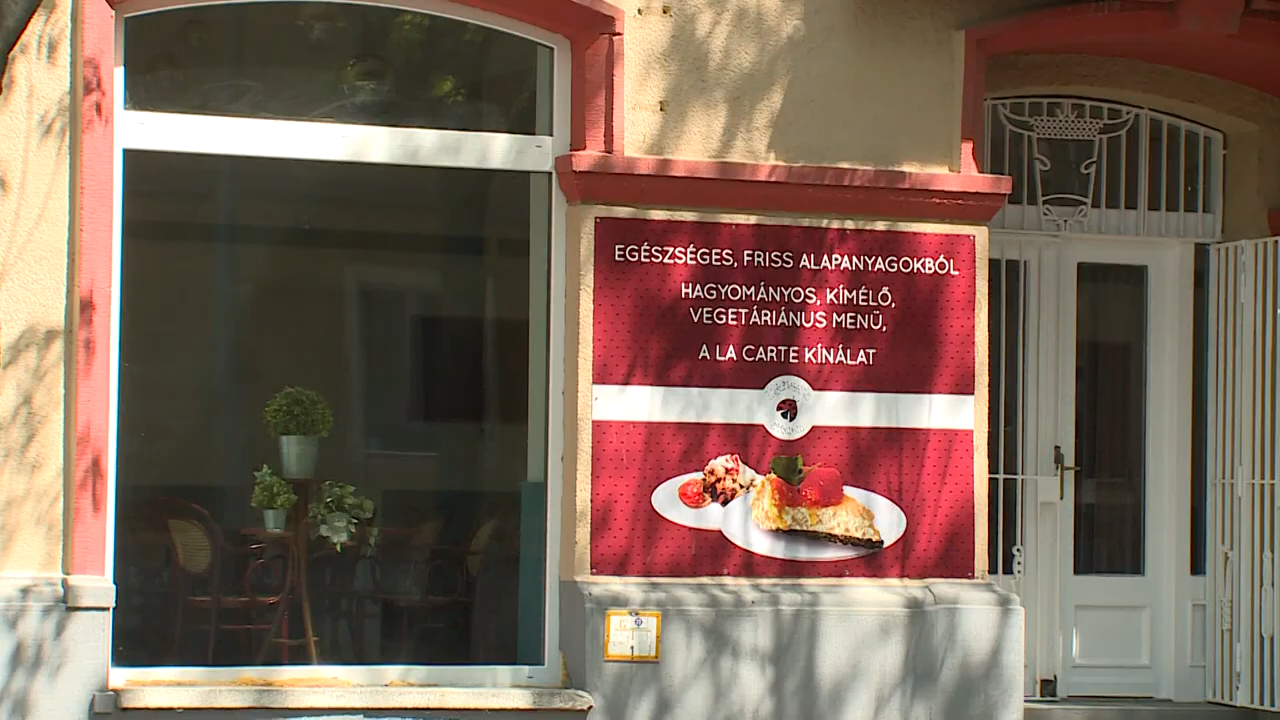 EGÉSZSÉGES, FRISS ALAPANYAGOKBÓL
HAGYOMÁNYOS, KÍMÉLŐ,
VEGETÁRIÁNUS MENÜ,
A LA CARTE KÍNÁLAT